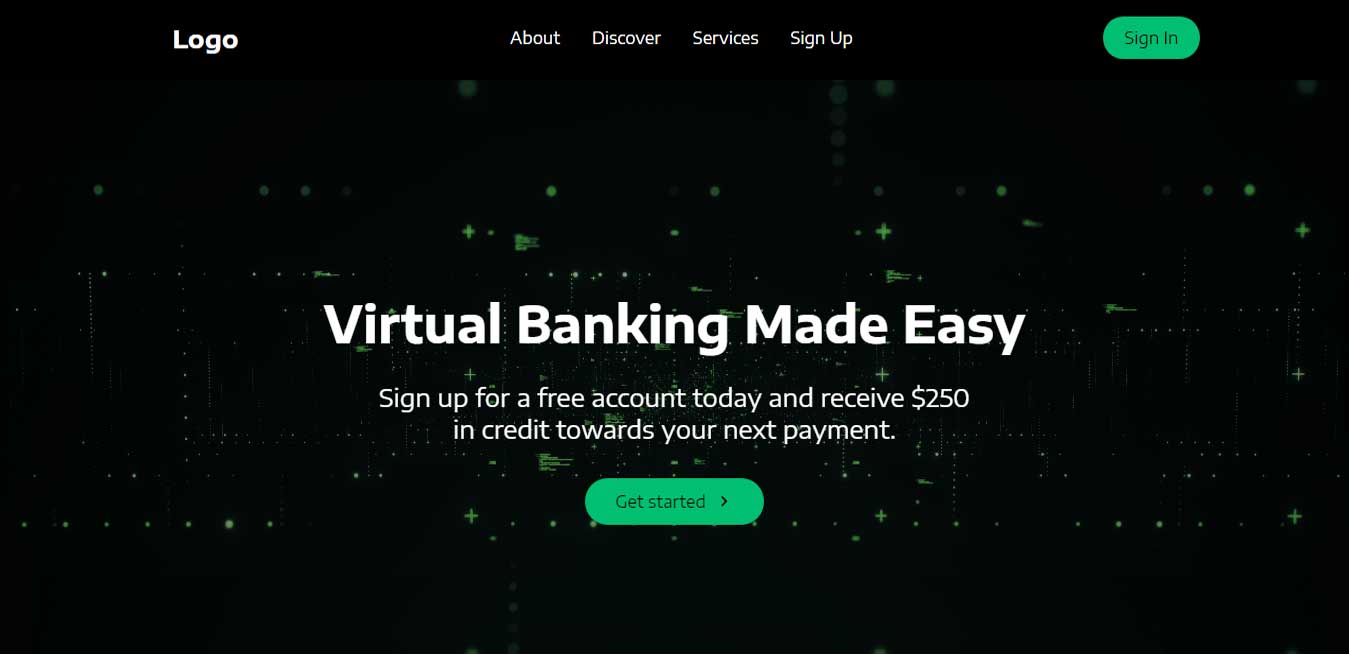 Logo
About
Discover
Services
Sign Up
Sign In
Virtual Banking Made Easy
Sign up for a free account today and receive $250
in credit towards your next payment.
Get started